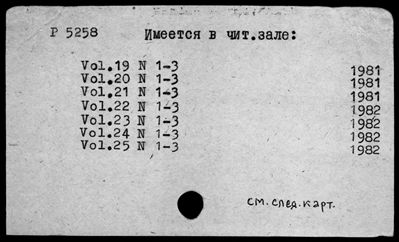 P 5258 Имеется в чит.зале:
Vol.19 N 1-3 1981
Vol.20 N 1-3 1981
Vol.21 N 1-3 1981
Vol.22 N 1-3 1982
Vol.23 N 1-3 1982
Vol.24 N 1-3 1982
Vol.25 N 1-3 1982
см. след. карт.